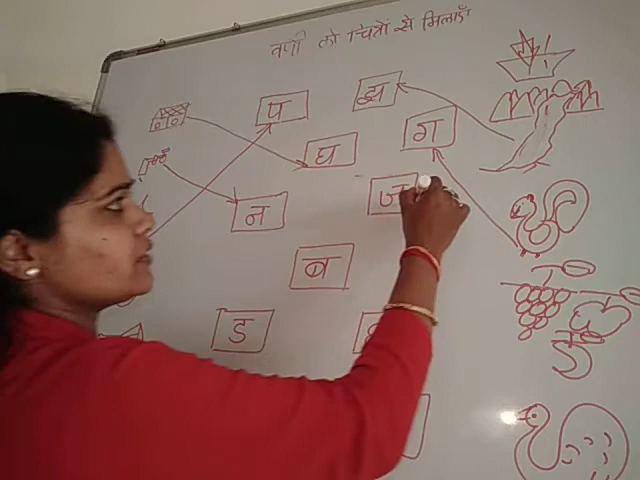 वर्णों को चित्रों से मिलाएँ
प
झ
ग
घ
ज
न
ब
ड